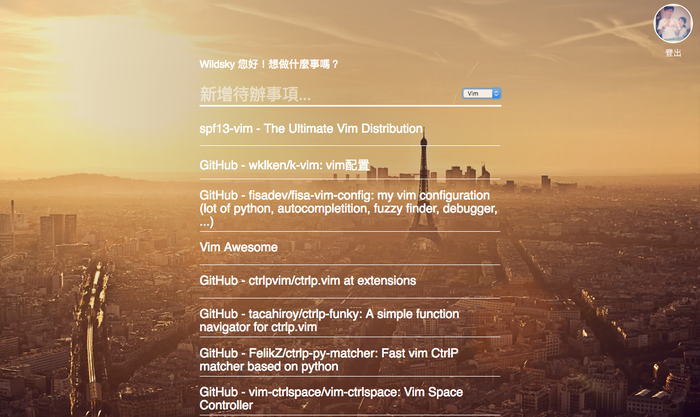 登出
Wildsky 您好！想做什麼事嗎？
新增待辦事項...
Vim
spf13-vim - The Ultimate Vim Distribution
GitHub - wklken/k-vim: vim配置
GitHub - fisadev/fisa-vim-config: my vim configuration
(lot of python, autocompletition, fuzzy finder, debugger,
...)
Vim Awesome
GitHub - ctrlpvim/ctrlp.vim at extensions
GitHub - tacahiroy/ctrlp-funky: A simple function
navigator for ctrlp.vim
GitHub - FelikZ/ctrlp-py-matcher: Fast vim CtrlP
matcher based on python
GitHub - vim-ctrlspace/vim-ctrlspace: Vim Space
Controller